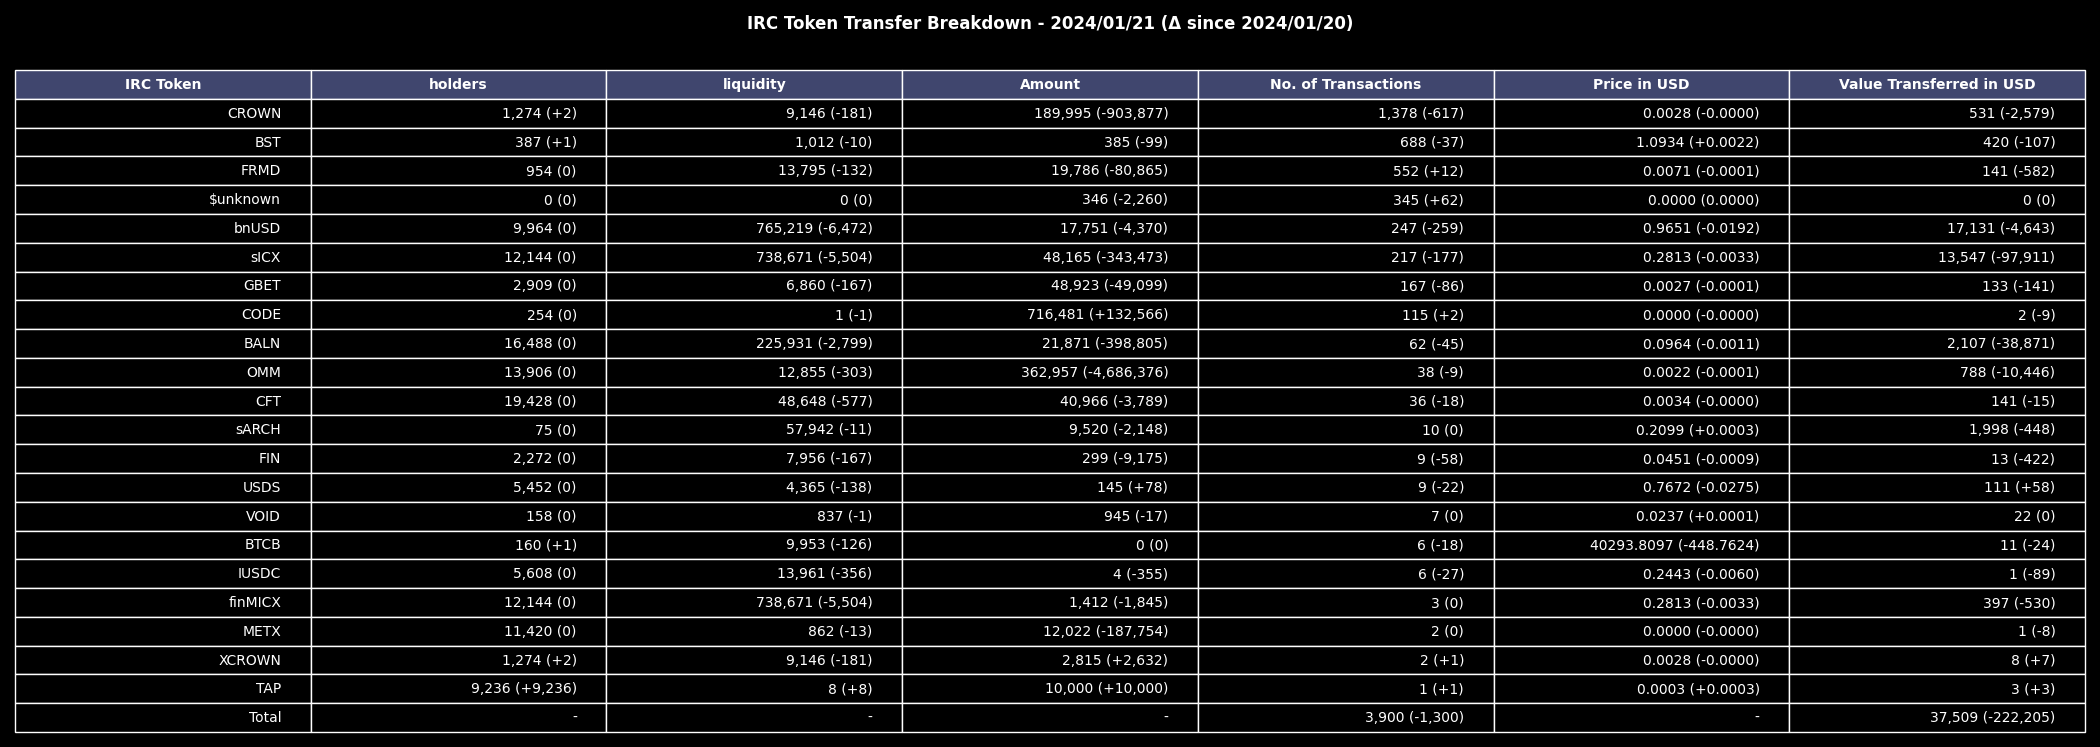 IRC Token Transfer Breakdown - 2024/01/21 (Δ since 2024/01/20)
IRC Token holders liquidity Amount No. of Transactions Price in USD Value Transferred in USD
CROWN 1,274 (+2) 9,146 (-181) 189,995 (-903,877) 1,378 (-617) 0.0028 (-0.0000) 531 (-2,579)
BST 387 (+1) 1,012 (-10) 385 (-99) 688 (-37) 1.0934 (+0.0022) 420 (-107)
FRMD 954 (0) 13,795 (-132) 19,786 (-80,865) 552 (+12) 0.0071 (-0.0001) 141 (-582)
$unknown 0 (0) 0 (0) 346 (-2,260) 345 (+62) 0.0000 (0.0000) 0 (0)
bnUSD 9,964 (0) 765,219 (-6,472) 17,751 (-4,370) 247 (-259) 0.9651 (-0.0192) 17,131 (-4,643)
sICX 12,144 (0) 738,671 (-5,504) 48,165 (-343,473) 217 (-177) 0.2813 (-0.0033) 13,547 (-97,911)
GBET 2,909 (0) 6,860 (-167) 48,923 (-49,099) 167 (-86) 0.0027 (-0.0001) 133 (-141)
CODE 254 (0) 1 (-1) 716,481 (+132,566) 115 (+2) 0.0000 (-0.0000) 2 (-9)
BALN 16,488 (0) 225,931 (-2,799) 21,871 (-398,805) 62 (-45) 0.0964 (-0.0011) 2,107 (-38,871)
OMM 13,906 (0) 12,855 (-303) 362,957 (-4,686,376) 38 (-9) 0.0022 (-0.0001) 788 (-10,446)
CFT 19,428 (0) 48,648 (-577) 40,966 (-3,789) 36 (-18) 0.0034 (-0.0000) 141 (-15)
sARCH 75 (0) 57,942 (-11) 9,520 (-2,148) 10 (0) 0.2099 (+0.0003) 1,998 (-448)
FIN 2,272 (0) 7,956 (-167) 299 (-9,175) 9 (-58) 0.0451 (-0.0009) 13 (-422)
USDS 5,452 (0) 4,365 (-138) 145 (+78) 9 (-22) 0.7672 (-0.0275) 111 (+58)
VOID 158 (0) 837 (-1) 945 (-17) 7 (0) 0.0237 (+0.0001) 22 (0)
BTCB 160 (+1) 9,953 (-126) 0 (0) 6 (-18) 40293.8097 (-448.7624) 11 (-24)
IUSDC 5,608 (0) 13,961 (-356) 4 (-355) 6 (-27) 0.2443 (-0.0060) 1 (-89)
finMICX 12,144 (0) 738,671 (-5,504) 1,412 (-1,845) 3 (0) 0.2813 (-0.0033) 397 (-530)
METX 11,420 (0) 862 (-13) 12,022 (-187,754) 2 (0) 0.0000 (-0.0000) 1 (-8)
XCROWN 1,274 (+2) 9,146 (-181) 2,815 (+2,632) 2 (+1) 0.0028 (-0.0000) 8 (+7)
TAP 9,236 (+9,236) 8 (+8) 10,000 (+10,000) 1 (+1) 0.0003 (+0.0003) 3 (+3)
Total - - - 3,900 (-1,300) - 37,509 (-222,205)